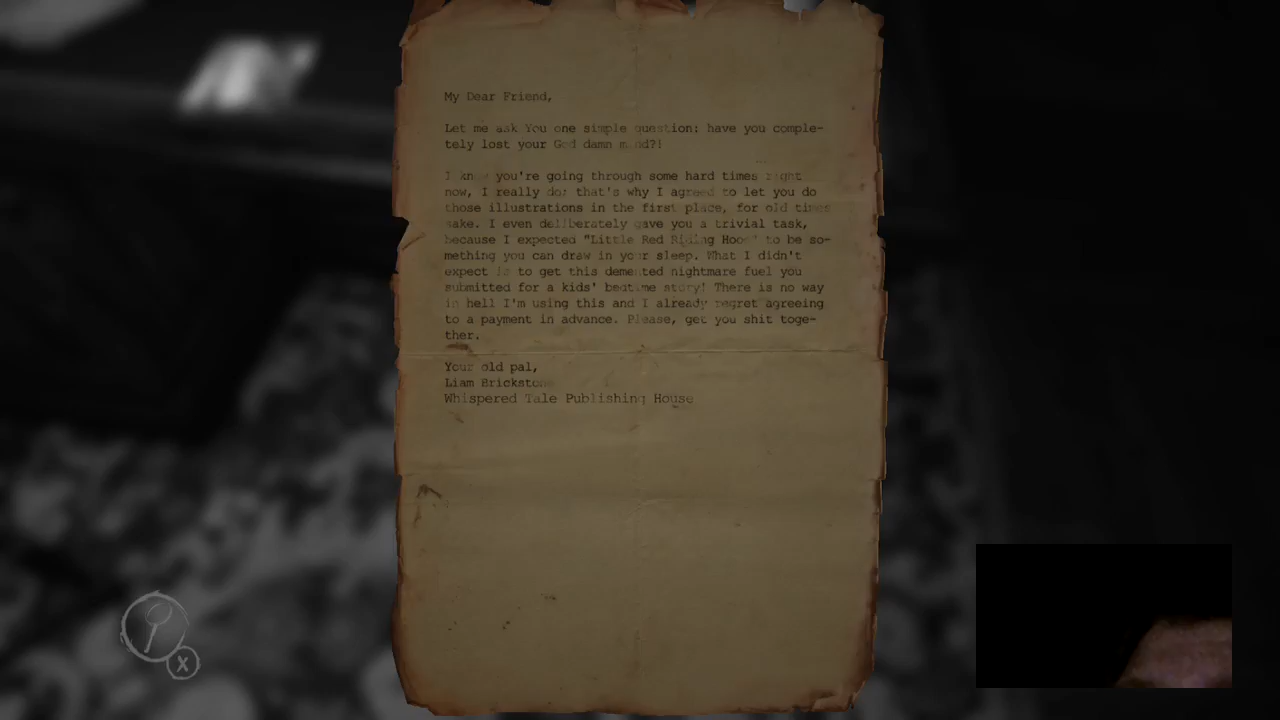 My Dear Friend,
Let me ask You one simple question: have you comple-
tely lost your God damn mind?!
I know you're going through some hard times right
now, I really do: that's why I agreed to let you do
those illustrations in the first place, for old times
sake. I even deliberately gave you a trivial task,
because I expected "Little Red Riding Hood" to be so-
mething you can draw in your sleep. What I didn't
expect is to get this demented nightmare fuel you
submitted for a kids' bedtime story! There is no way
in hell I'm using this and I already regret agreeing
to a payment in advance. Please, get you shit toge-
ther.
Your old pal,
Liam Brickstone
Whispered Tale Publishing House
X